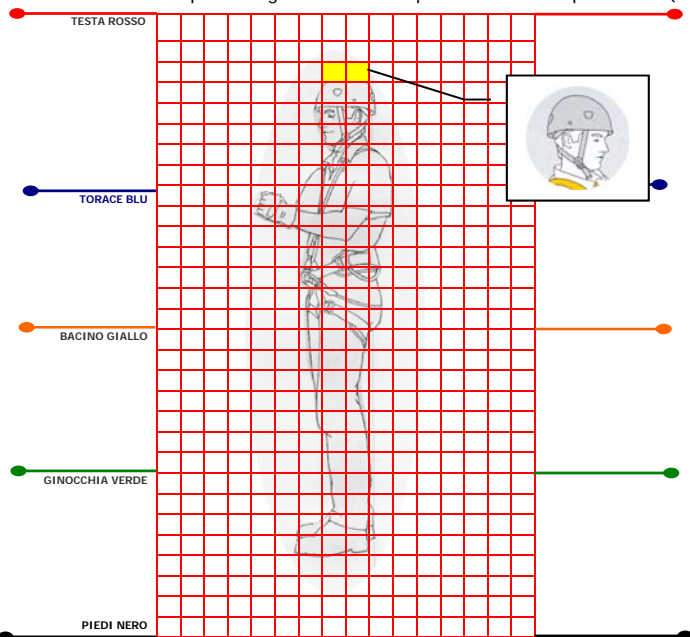 TESTA ROSSO
TORACE BLU
BACINO GIALLO
GINOCCHIA VERDE
PIEDI NERO